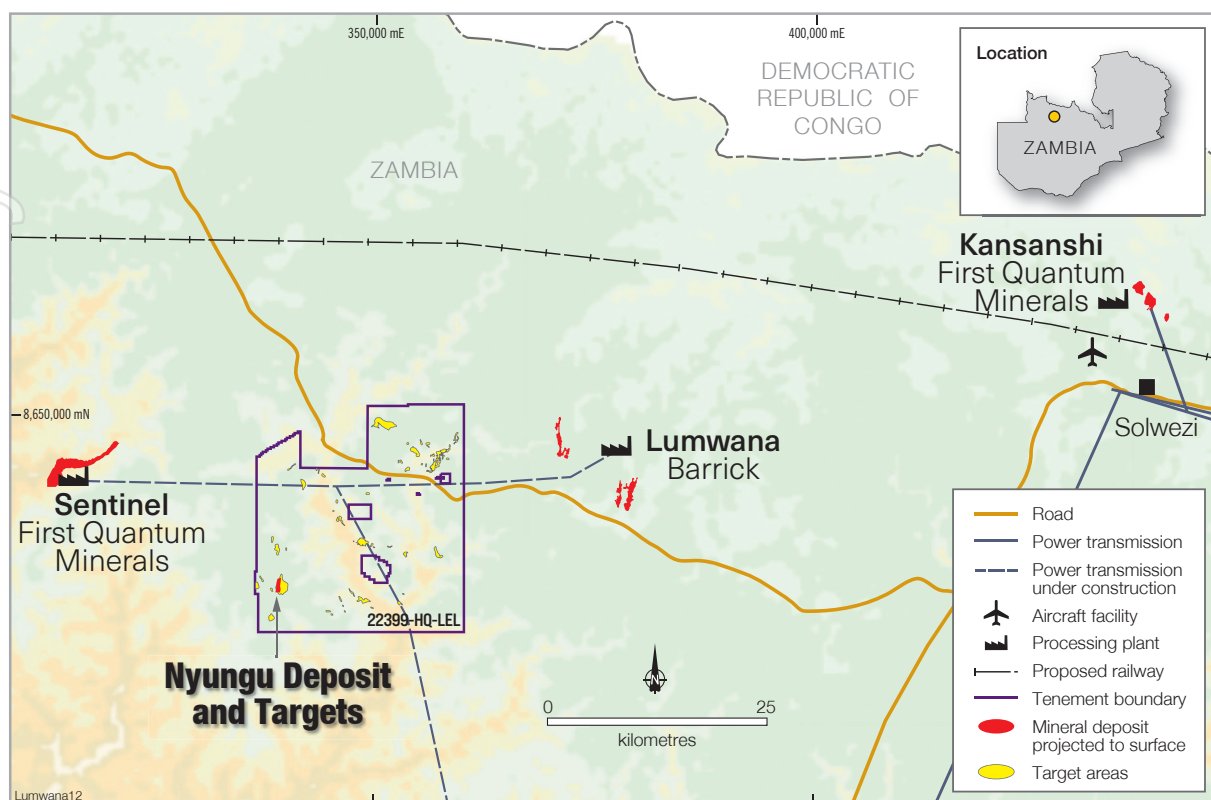 350,000 mE
400,000 mE
DEMOCRATIC
REPUBLIC OF
CONGO
Location
ZAMBIA
ZAMBIA
Kansanshi
First Quantum
Minerals
8,650,000 mN
Solwezi
Lumwana
Barrick
Sentinel
First Quantum
Minerals
22399-HQ-LEL
Nyungu Deposit
and Targets
N
0
25
kilometres
Road
Power transmission
Power transmission
under construction
Aircraft facility
Processing plant
Proposed railway
Tenement boundary
Mineral deposit
projected to surface
Target areas
Lumwana12